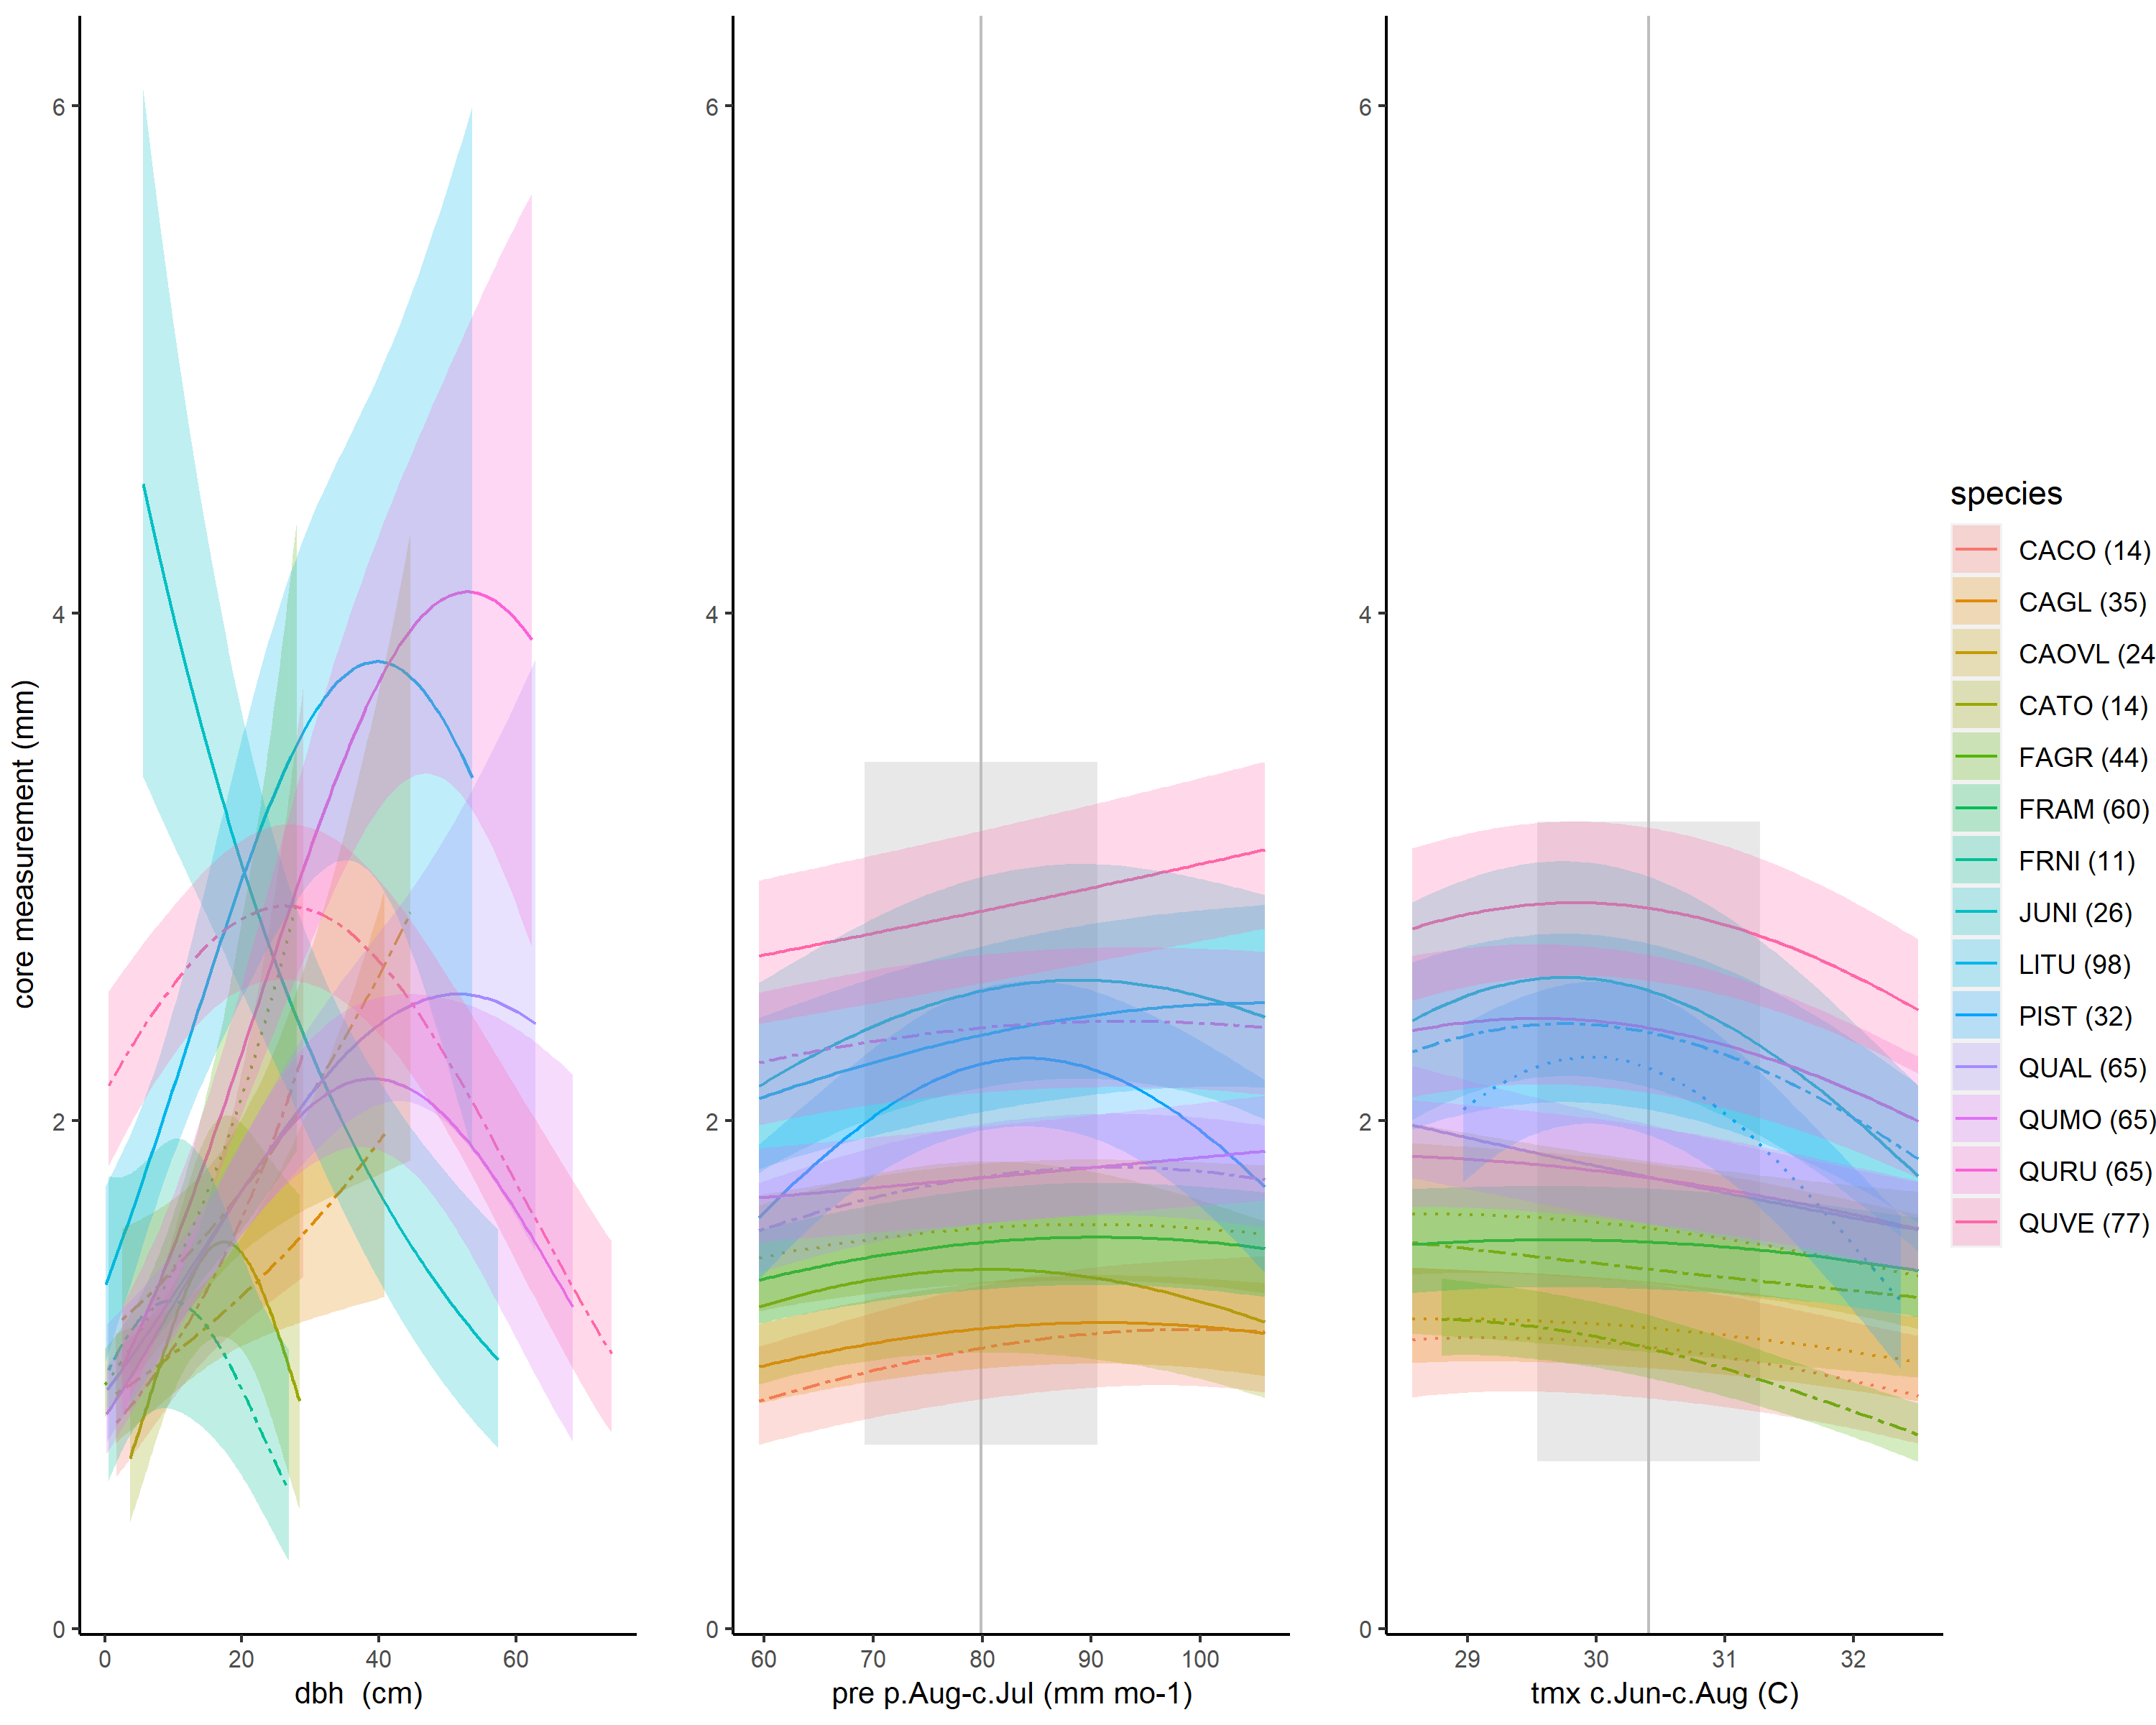 core measurement (mm)
6
4
2
0
0 20 40 60
dbh (cm)
6
4
2
0
60 70 80 90 100
pre p.Aug-c.Jul (mm mo-1)
6
4
2
0
29 30 31 32
tmx c.Jun-c.Aug (C)
species
CACO (14)
CAGL (35)
CAOVL (24
CATO (14)
FAGR (44)
FRAM (60)
FRNI (11)
JUNI (26)
LITU (98)
PIST (32)
QUAL (65)
QUMO (65)
QURU (65)
QUVE (77)